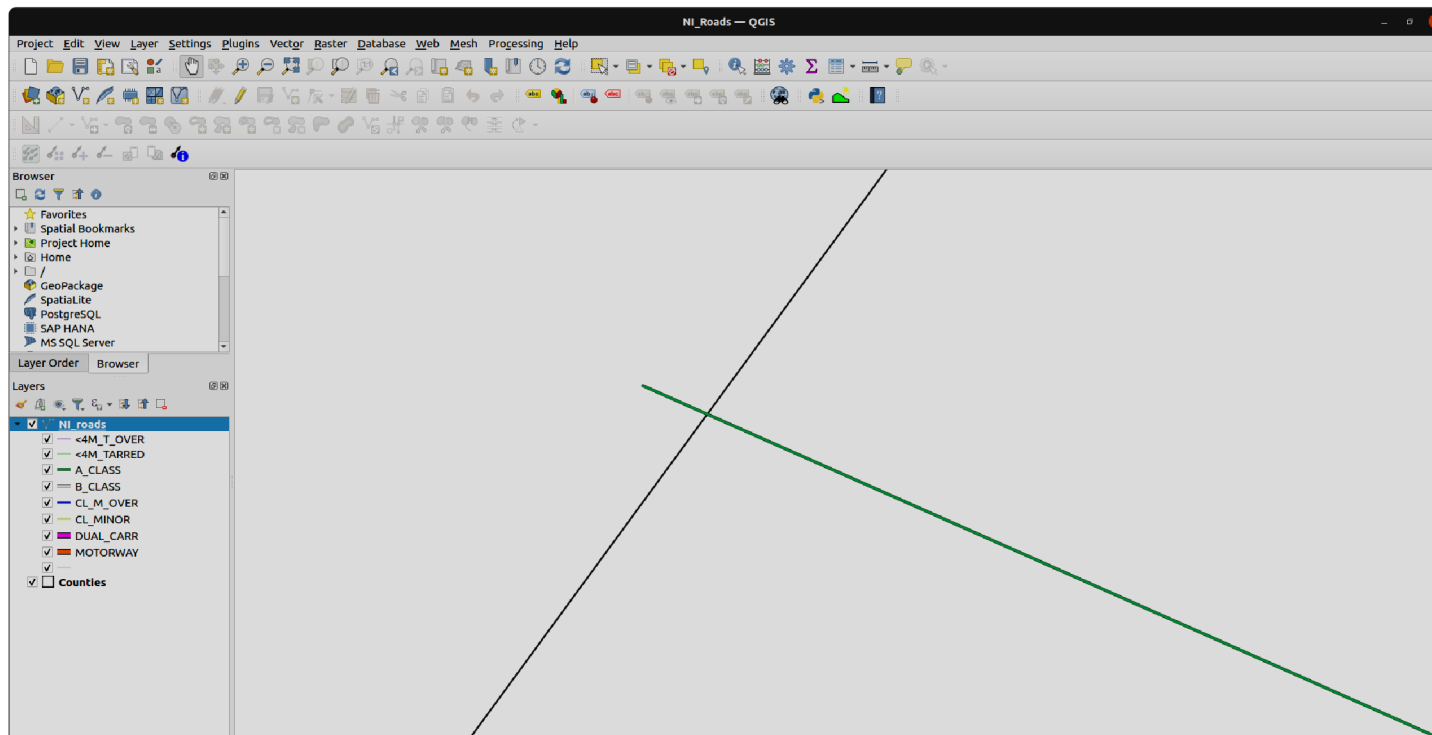 NI_Roads — QGIS
Project Edit View Layer Settings Plugins Vector Raster Database Web Mesh Processing Help
Browser
Favorites
Spatial Bookmarks
Project Home
Home
/
GeoPackage
SpatiaLite
PostgreSQL
SAP HANA
MS SQL Server
Layer Order Browser
Layers
NI_roads
<4M_T_OVER
<4M_TARRED
A_CLASS
B_CLASS
CL_M_OVER
CL_MINOR
DUAL_CARR
MOTORWAY
Counties